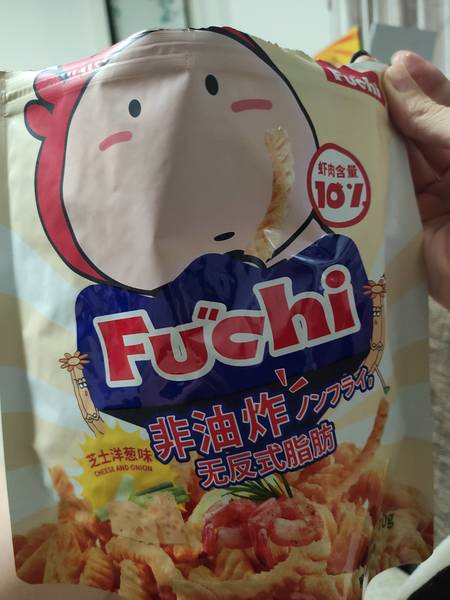 Fuchi
虾肉含量
10%
Fuchi
非油炸
ノンフライ。
无反式脂肪
芝士洋葱味
CHEESE AND ONION